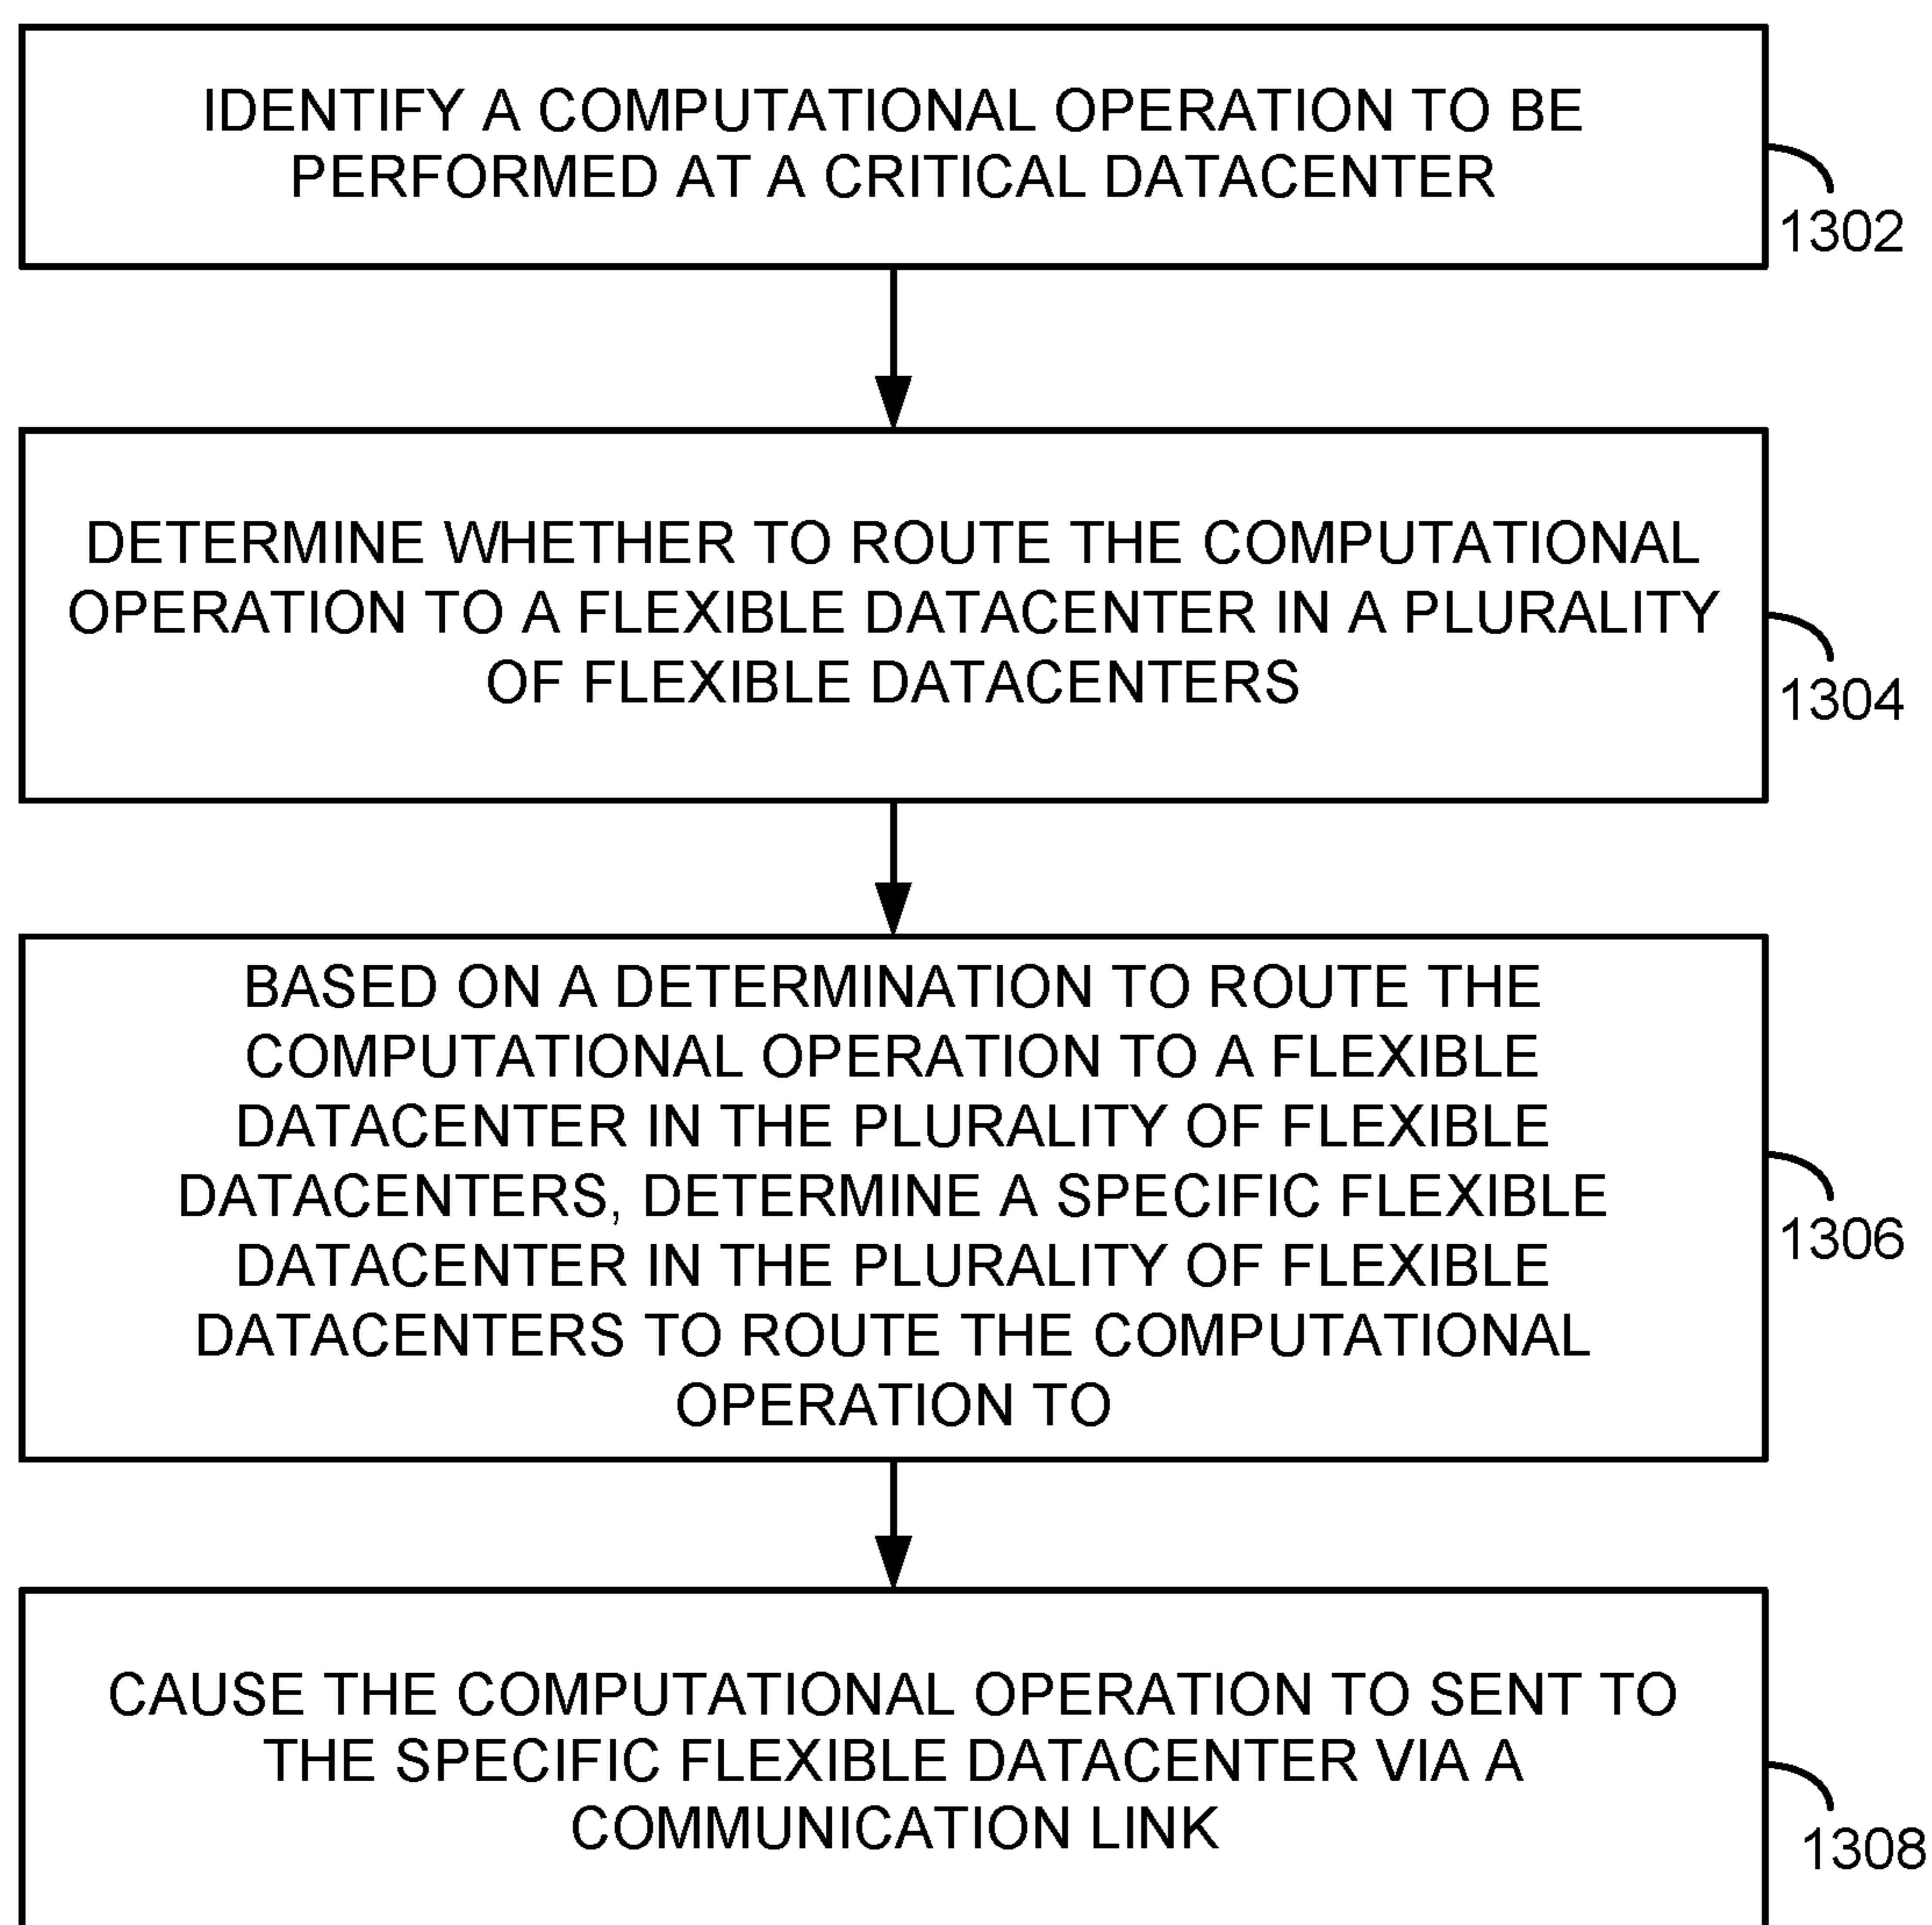 IDENTIFY A COMPUTATIONAL OPERATION TO BE
PERFORMED AT A CRITICAL DATACENTER
1302
DETERMINE WHETHER TO ROUTE THE COMPUTATIONAL
OPERATION TO A FLEXIBLE DATACENTER IN A PLURALITY
OF FLEXIBLE DATACENTERS
1304
BASED ON A DETERMINATION TO ROUTE THE
COMPUTATIONAL OPERATION TO A FLEXIBLE
DATACENTER IN THE PLURALITY OF FLEXIBLE
DATACENTERS, DETERMINE A SPECIFIC FLEXIBLE
DATACENTER IN THE PLURALITY OF FLEXIBLE
DATACENTERS TO ROUTE THE COMPUTATIONAL
OPERATION TO
1306
CAUSE THE COMPUTATIONAL OPERATION TO SENT TO
THE SPECIFIC FLEXIBLE DATACENTER VIA A
COMMUNICATION LINK
1308